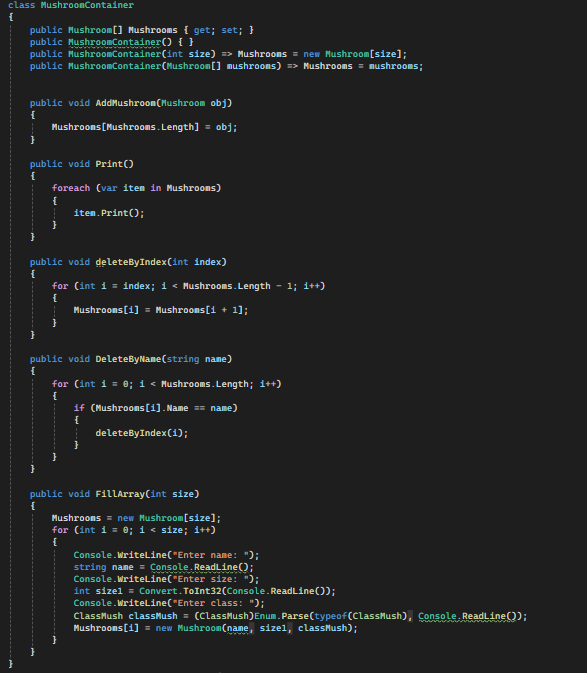 class MushroomContainer
{
    public Mushroom[] Mushrooms { get; set; }
    public MushroomContainer() { }
    public MushroomContainer(int size) => Mushrooms = new Mushroom[size];
    public MushroomContainer(Mushroom[] mushrooms) => Mushrooms = mushrooms;
    public void AddMushroom(Mushroom obj)
    {
        Mushrooms[Mushrooms.Length] = obj;
    }
    public void Print()
    {
        foreach (var item in Mushrooms)
        {
            item.Print();
        }
    }
    public void deleteByIndex(int index)
    {
        for (int i = index; i < Mushrooms.Length - 1; i++)
        {
            Mushrooms[i] = Mushrooms[i + 1];
        }
    }
    public void DeleteByName(string name)
    {
        for (int i = 0; i < Mushrooms.Length; i++)
        {
            if (Mushrooms[i].Name == name)
            {
                deleteByIndex(i);
            }
        }
    }
    public void FillArray(int size)
    {
        Mushrooms = new Mushroom[size];
        for (int i = 0; i < size; i++)
        {
            Console.WriteLine("Enter name: ");
            string name = Console.ReadLine();
            Console.WriteLine("Enter size: ");
            int size1 = Convert.ToInt32(Console.ReadLine());
            Console.WriteLine("Enter class: ");
            ClassMush classMush = (ClassMush)Enum.Parse(typeof(ClassMush), Console.ReadLine());
            Mushrooms[i] = new Mushroom(name, size1, classMush);
        }
    }
}